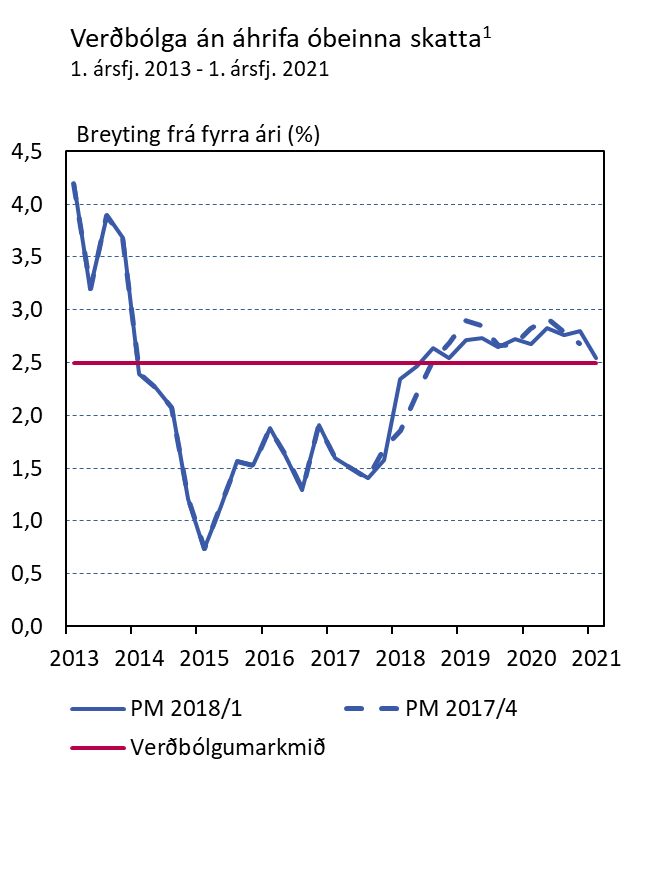 Verðbólga án áhrifa óbeinna skatta¹
1. ársfj. 2013 - 1. ársfj. 2021
Breyting frá fyrra ári (%)
4,5
4,0
3,5
3,0
2,5
2,0
1,5
1,0
0,5
0,0
2013 2014 2015 2016 2017 2018 2019 2020 2021
PM 2018/1 PM 2017/4
Verðbólgumarkmið